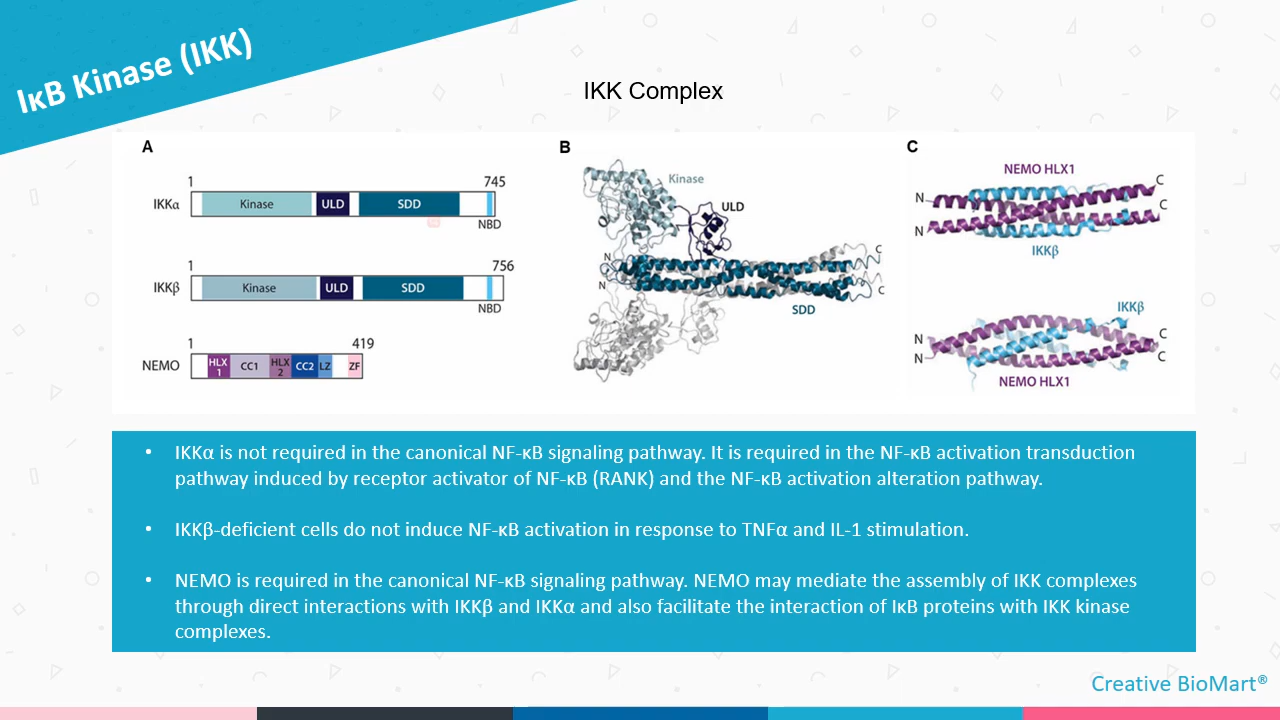 IκB Kinase (IKK)
IKK Complex
A
1 745
IKKα Kinase ULD SDD
NBD
1 756
IKKβ Kinase ULD SDD
NBD
1 419
NEMO HLX 1 CC1 HLX 2 CC2 LZ ZF
B
Kinase
ULD
N
N
C
C
SDD
C
NEMO HLX1
N
N
C
C
IKKβ
IKKβ
N
N
C
C
NEMO HLX1
• IKKα is not required in the canonical NF-κB signaling pathway. It is required in the NF-κB activation transduction
pathway induced by receptor activator of NF-κB (RANK) and the NF-κB activation alteration pathway.
• IKKβ-deficient cells do not induce NF-κB activation in response to TNFα and IL-1 stimulation.
• NEMO is required in the canonical NF-κB signaling pathway. NEMO may mediate the assembly of IKK complexes
through direct interactions with IKKβ and IKKα and also facilitate the interaction of IκB proteins with IKK kinase
complexes.
Creative BioMart®